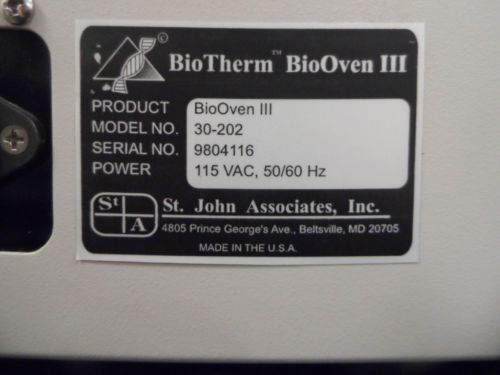 BioTherm™ BioOven III
PRODUCT BioOven III
MODEL NO. 30-202
SERIAL NO. 9804116
POWER 115 VAC, 50/60 Hz
St A St. John Associates, Inc.
4805 Prince George's Ave., Beltsville, MD 20705
MADE IN THE U.S.A.